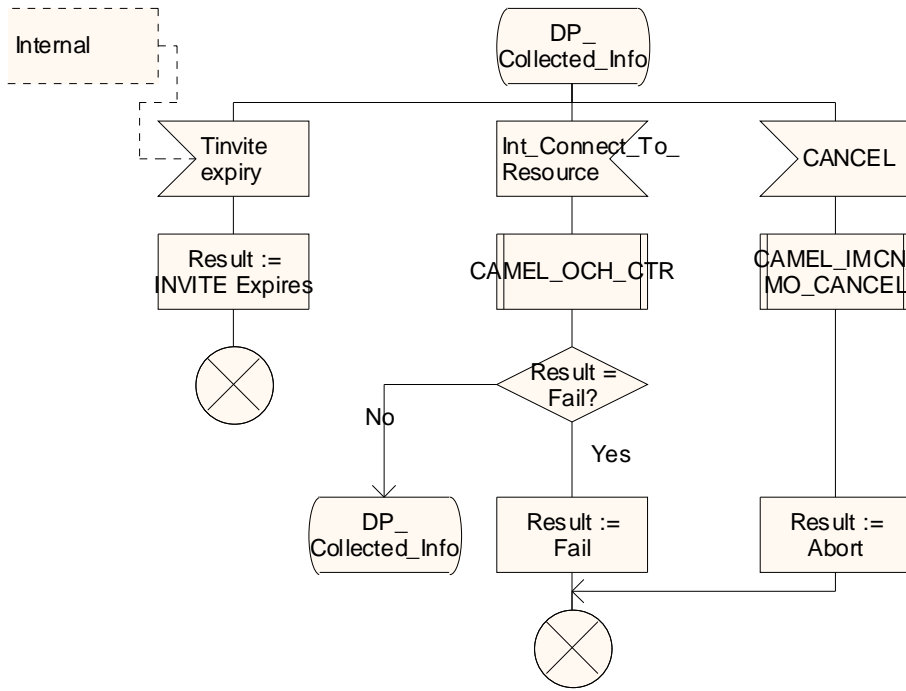 Internal
DP_
Collected_Info
Tinvite
expiry
Int_Connect_To_
Resource
CANCEL
Result :=
INVITE Expires
CAMEL_OCH_CTR
CAMEL_IMCN
MO_CANCEL
Result =
Fail?
No
Yes
DP_
Collected_Info
Result :=
Fail
Result :=
Abort